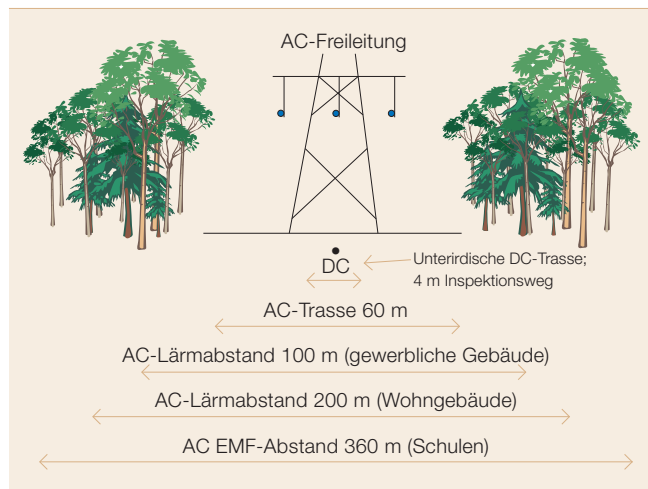 AC-Freileitung
DC
Unterirdische DC-Trasse;
4 m Inspektionsweg
AC-Trasse 60 m
AC-Lärmabstand 100 m (gewerbliche Gebäude)
AC-Lärmabstand 200 m (Wohngebäude)
AC EMF-Abstand 360 m (Schulen)